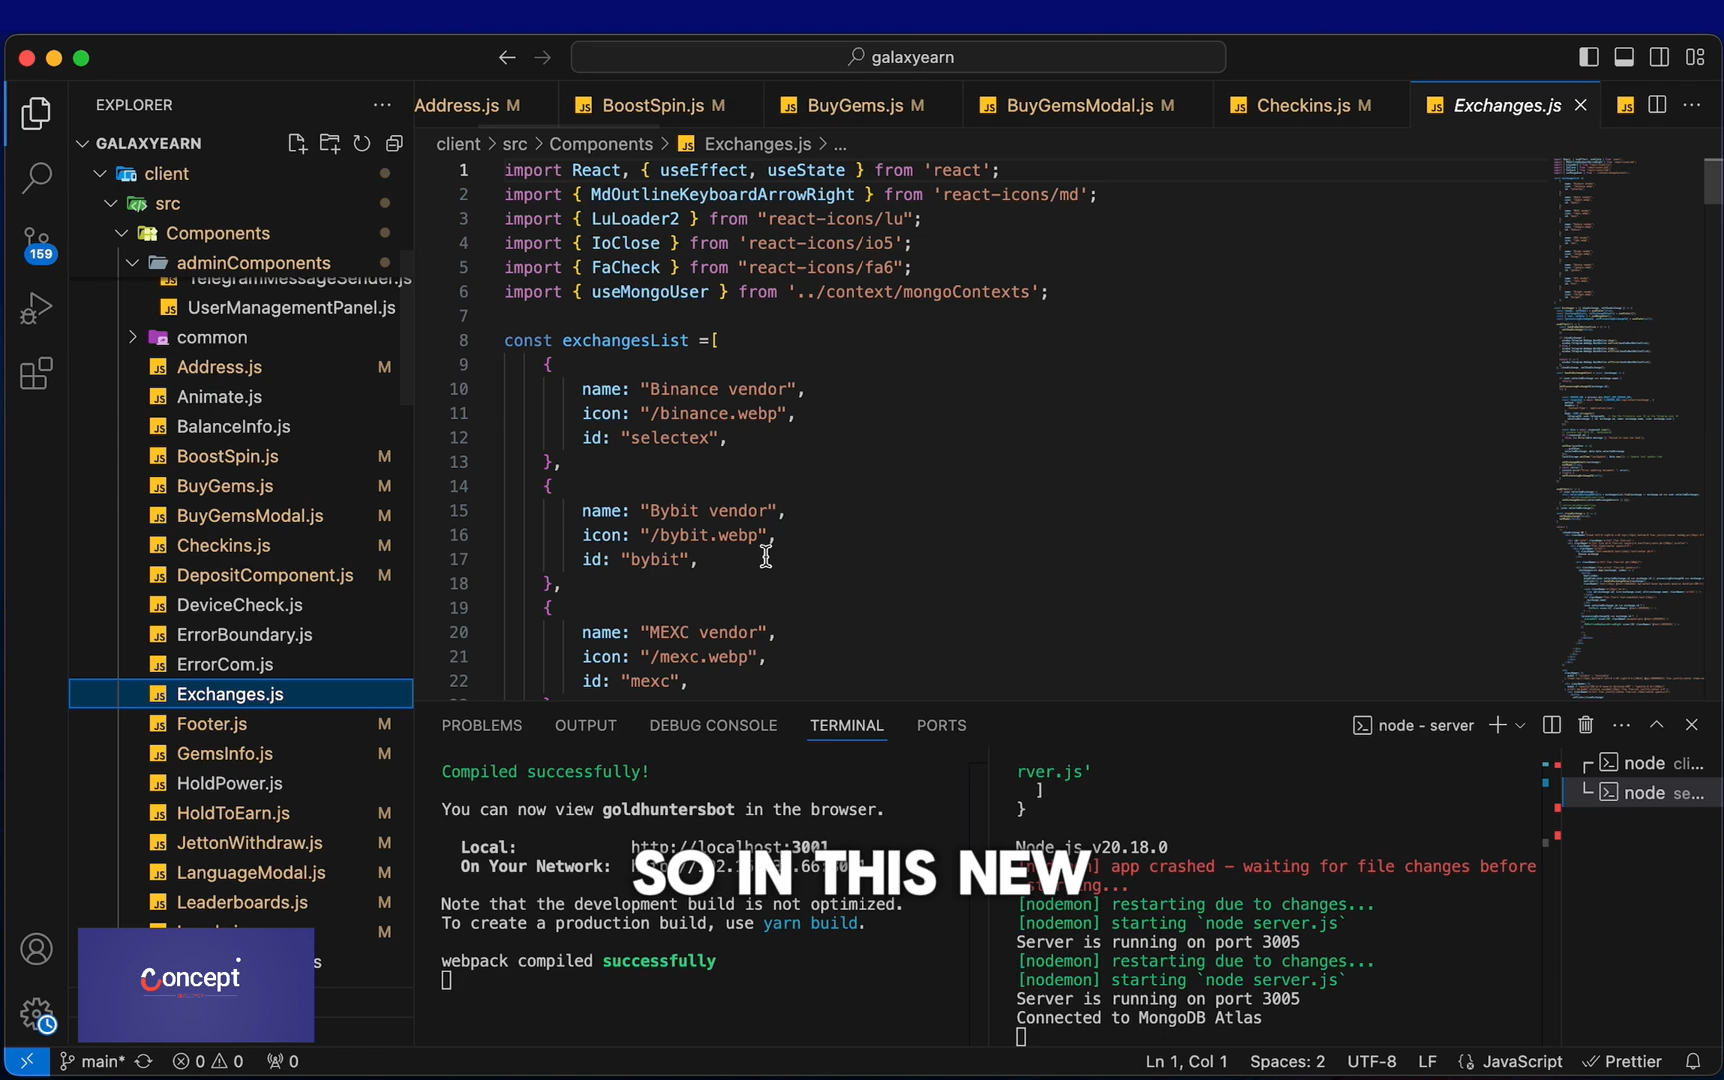 galaxyearn
EXPLORER
GALAXYEARN
client
src
Components
adminComponents
TelegramMessageSender.js
UserManagementPanel.js
common
Address.js M
Animate.js
BalanceInfo.js
BoostSpin.js M
BuyGems.js M
BuyGemsModal.js M
Checkins.js M
DepositComponent.js M
DeviceCheck.js
ErrorBoundary.js
ErrorCom.js
Exchanges.js
Footer.js M
GemsInfo.js M
HoldPower.js
HoldToEarn.js M
JettonWithdraw.js M
LanguageModal.js M
Leaderboards.js M
M
s
159
Concept
Address.js M BoostSpin.js M BuyGems.js M BuyGemsModal.js M Checkins.js M Exchanges.js
client > src > Components > Exchanges.js > ...
1 import React, { useEffect, useState } from 'react';
2 import { MdOutlineKeyboardArrowRight } from 'react-icons/md';
3 import { LuLoader2 } from "react-icons/lu";
4 import { IoClose } from 'react-icons/io5';
5 import { FaCheck } from "react-icons/fa6";
6 import { useMongoUser } from '../context/mongoContexts';
7
8 const exchangesList =[
9 {
10 name: "Binance vendor",
11 icon: "/binance.webp",
12 id: "selectex",
13 },
14 {
15 name: "Bybit vendor",
16 icon: "/bybit.webp",
17 id: "bybit",
18 },
19 {
20 name: "MEXC vendor",
21 icon: "/mexc.webp",
22 id: "mexc",
PROBLEMS OUTPUT DEBUG CONSOLE TERMINAL PORTS
node - server
Compiled successfully!
You can now view goldhuntersbot in the browser.
Local: http://localhost:3001
On Your Network:
Note that the development build is not optimized.
To create a production build, use yarn build.
webpack compiled successfully
rver.js'
]
}
Node.js v20.18.0
app crashed - waiting for file changes before
[nodemon] restarting due to changes...
[nodemon] starting `node server.js`
Server is running on port 3005
[nodemon] restarting due to changes...
[nodemon] starting `node server.js`
Server is running on port 3005
Connected to MongoDB Atlas
node cli...
node se...
SO IN THIS NEW
main* 0 0 0
Ln 1, Col 1 Spaces: 2 UTF-8 LF JavaScript Prettier